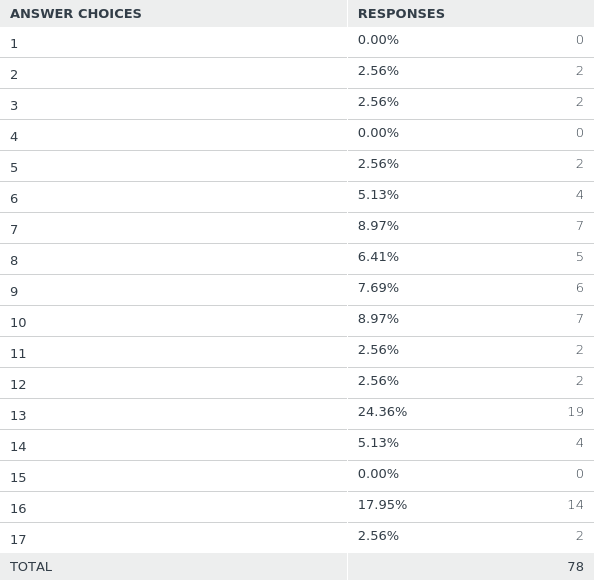 ANSWER CHOICES RESPONSES
1 0.00% 0
2 2.56% 2
3 2.56% 2
4 0.00% 0
5 2.56% 2
6 5.13% 4
7 8.97% 7
8 6.41% 5
9 7.69% 6
10 8.97% 7
11 2.56% 2
12 2.56% 2
13 24.36% 19
14 5.13% 4
15 0.00% 0
16 17.95% 14
17 2.56% 2
TOTAL 78